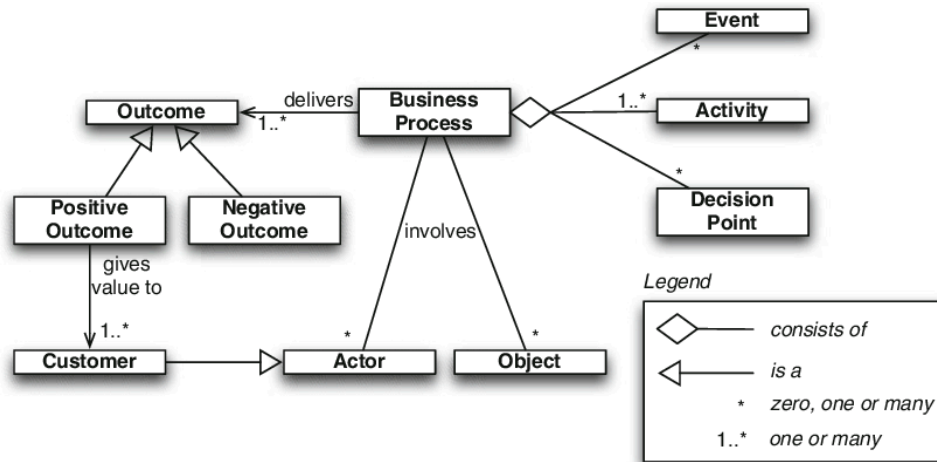 Event
*
delivers
Business
Process
1..*
Activity
Outcome
1..*
*
Positive
Outcome
Negative
Outcome
Decision
Point
involves
gives
value to
Legend
1..*
*
*
Customer
Actor
Object
consists of
is a
* zero, one or many
1..* one or many